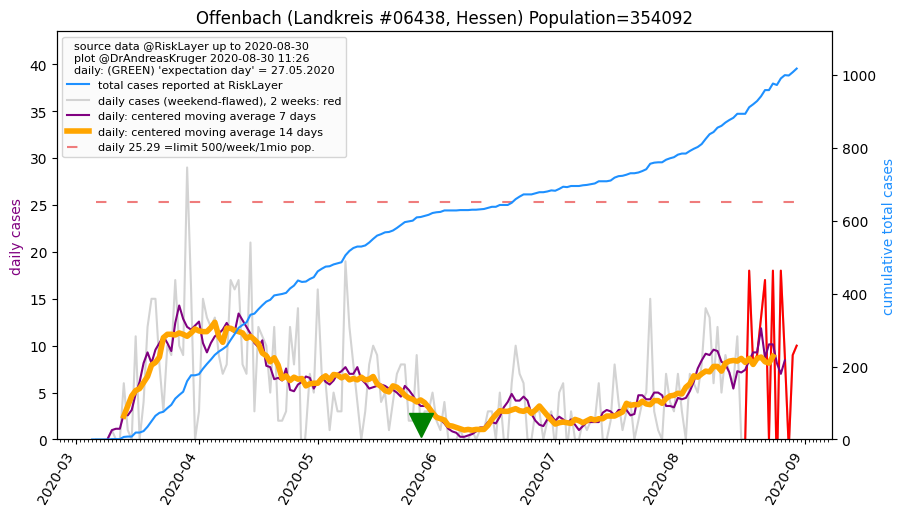 Offenbach (Landkreis #06438, Hessen) Population=354092
source data @RiskLayer up to 2020-08-30
plot @DrAndreasKruger 2020-08-30 11:26
daily: (GREEN) 'expectation day' = 27.05.2020
total cases reported at RiskLayer
daily cases (weekend-flawed), 2 weeks: red
daily: centered moving average 7 days
daily: centered moving average 14 days
daily 25.29 =limit 500/week/1mio pop.
daily cases
40
35
30
25
20
15
10
5
0
cumulative total cases
1000
800
600
400
200
0
2020-03
2020-04
2020-05
2020-06
2020-07
2020-08
2020-09